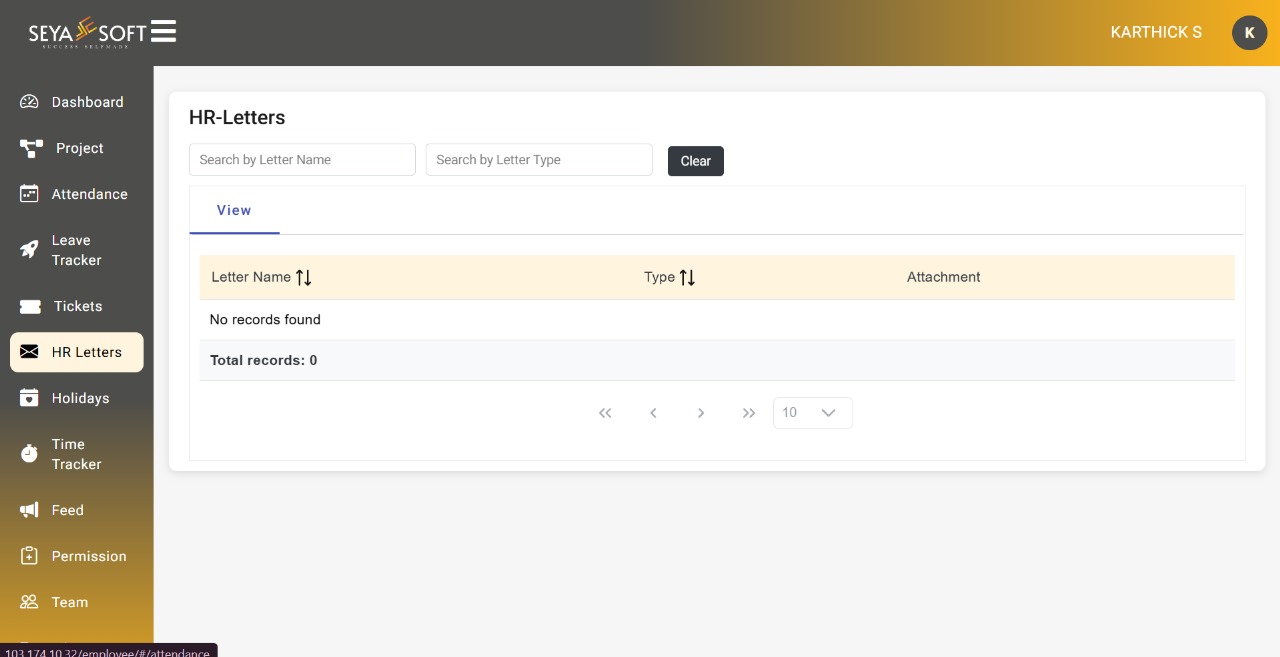 SEYA SOFT
SUCCESS SELFMADE
KARTHICK S
K
Dashboard
Project
Attendance
Leave
Tracker
Tickets
HR Letters
Holidays
Time
Tracker
Feed
Permission
Team
HR-Letters
Search by Letter Name
Search by Letter Type
Clear
View
Letter Name
Type
Attachment
No records found
Total records: 0
10
103.174.10.32/employee/#/attendance